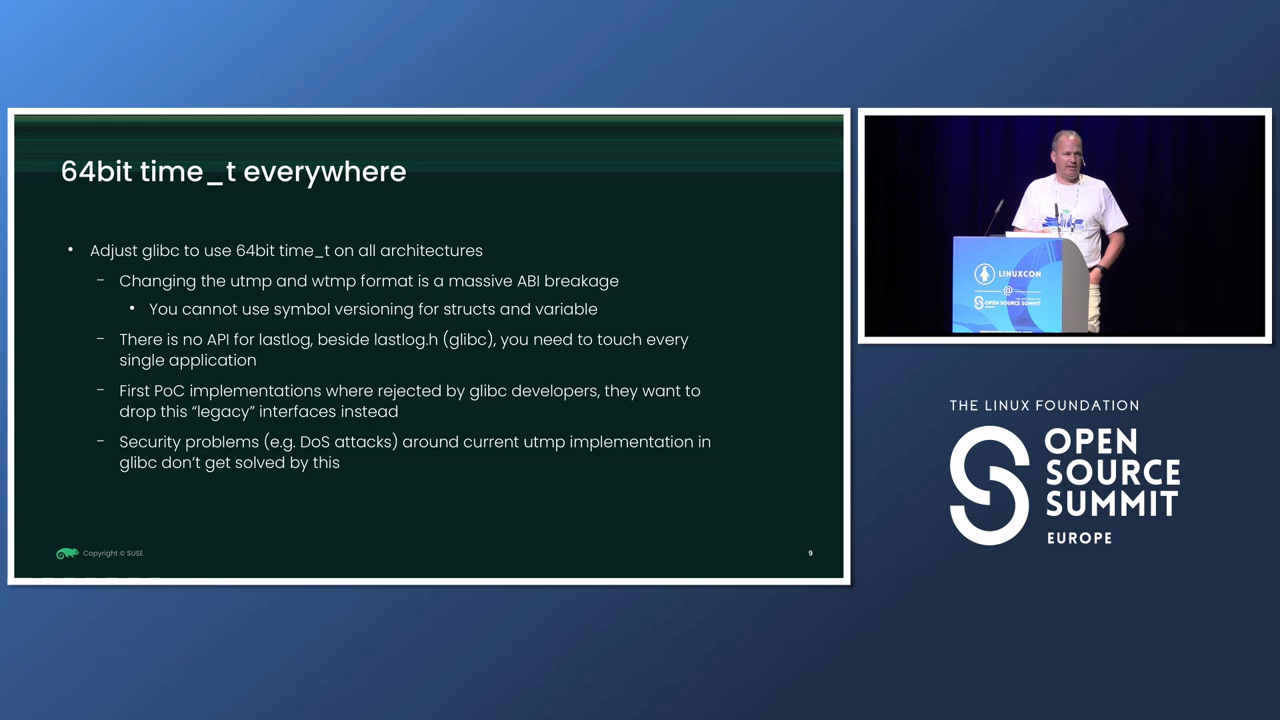 64bit time_t everywhere
• Adjust glibc to use 64bit time_t on all architectures
– Changing the utmp and wtmp format is a massive ABI breakage
• You cannot use symbol versioning for structs and variable
– There is no API for lastlog, beside lastlog.h (glibc), you need to touch every
single application
– First PoC implementations where rejected by glibc developers, they want to
drop this “legacy” interfaces instead
– Security problems (e.g. DoS attacks) around current utmp implementation in
glibc don’t get solved by this
Copyright © SUSE
9
LINUXCON
@
OPEN SOURCE SUMMIT
THE LINUX FOUNDATION
OPEN
SOURCE
SUMMIT
EUROPE